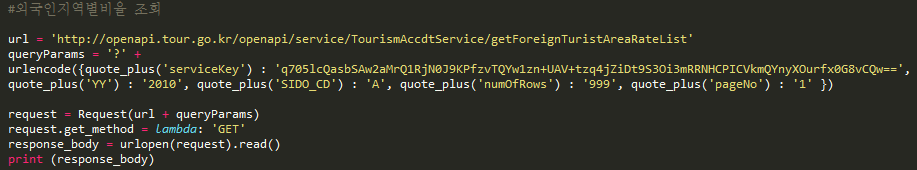 #외국인지역별비율 조회
url = 'http://openapi.tour.go.kr/openapi/service/TourismAccdtService/getForeignTuristAreaRateList'
queryParams = '?' +
urlencode({quote_plus('serviceKey') : 'q705lcQasbSAw2aMrQ1RjN0J9KPfzvTQYw1zn+UAV+tzq4jZiDt9S3Oi3mRRNHCPICVkmQYnyXOurfx0G8vCQw==',
quote_plus('YY') : '2010', quote_plus('SIDO_CD') : 'A', quote_plus('numOfRows') : '999', quote_plus('pageNo') : '1' })
request = Request(url + queryParams)
request.get_method = lambda: 'GET'
response_body = urlopen(request).read()
print (response_body)